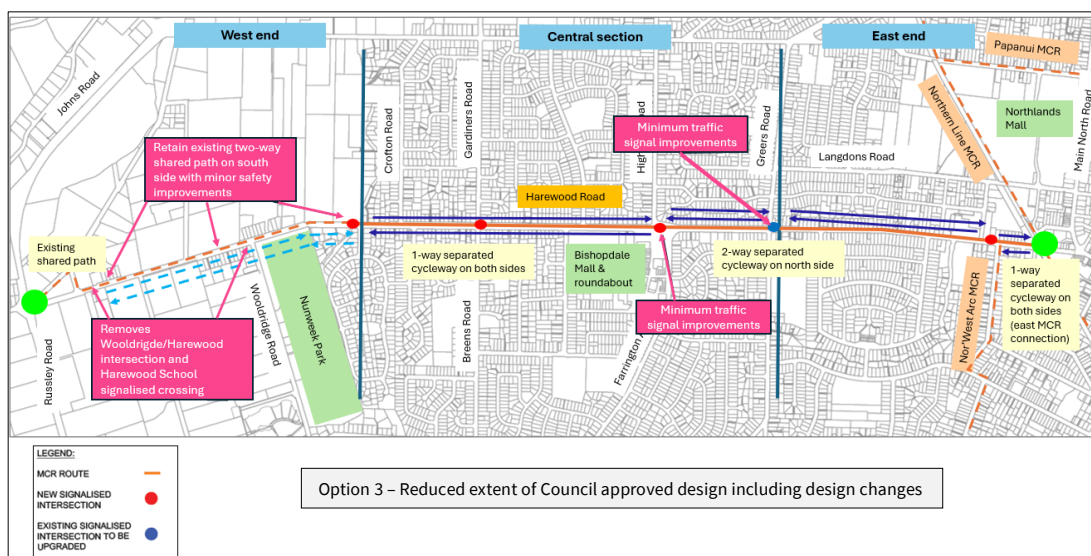 West end
Central section
East end
Johns Road
Crofton Road
Gardiners Road
High
Road
Greers Road
Papanui MCR
Northern Line MCR
Northlands
Mall
Main North Road
Retain existing two-way
shared path on south
side with minor safety
improvements
Minimum traffic
signal improvements
Langdons Road
Harewood Road
Existing
shared path
1-way separated
cycleway on both sides
Bishopdale
Mall &
roundabout
2-way separated
cycleway on north side
1-way
separated
cycleway on
both sides
(east MCR
connection)
Removes
Wooldrigde/Harewood
intersection and
Harewood School
signalised crossing
Russley Road
Wooldridge Road
Nunweek Park
Breens Road
Farrington
Minimum traffic
signal improvements
Nor'West Arc MCR
LEGEND:
MCR ROUTE
NEW SIGNALISED
INTERSECTION
EXISTING SIGNALISED
INTERSECTION TO BE
UPGRADED
Option 3 – Reduced extent of Council approved design including design changes